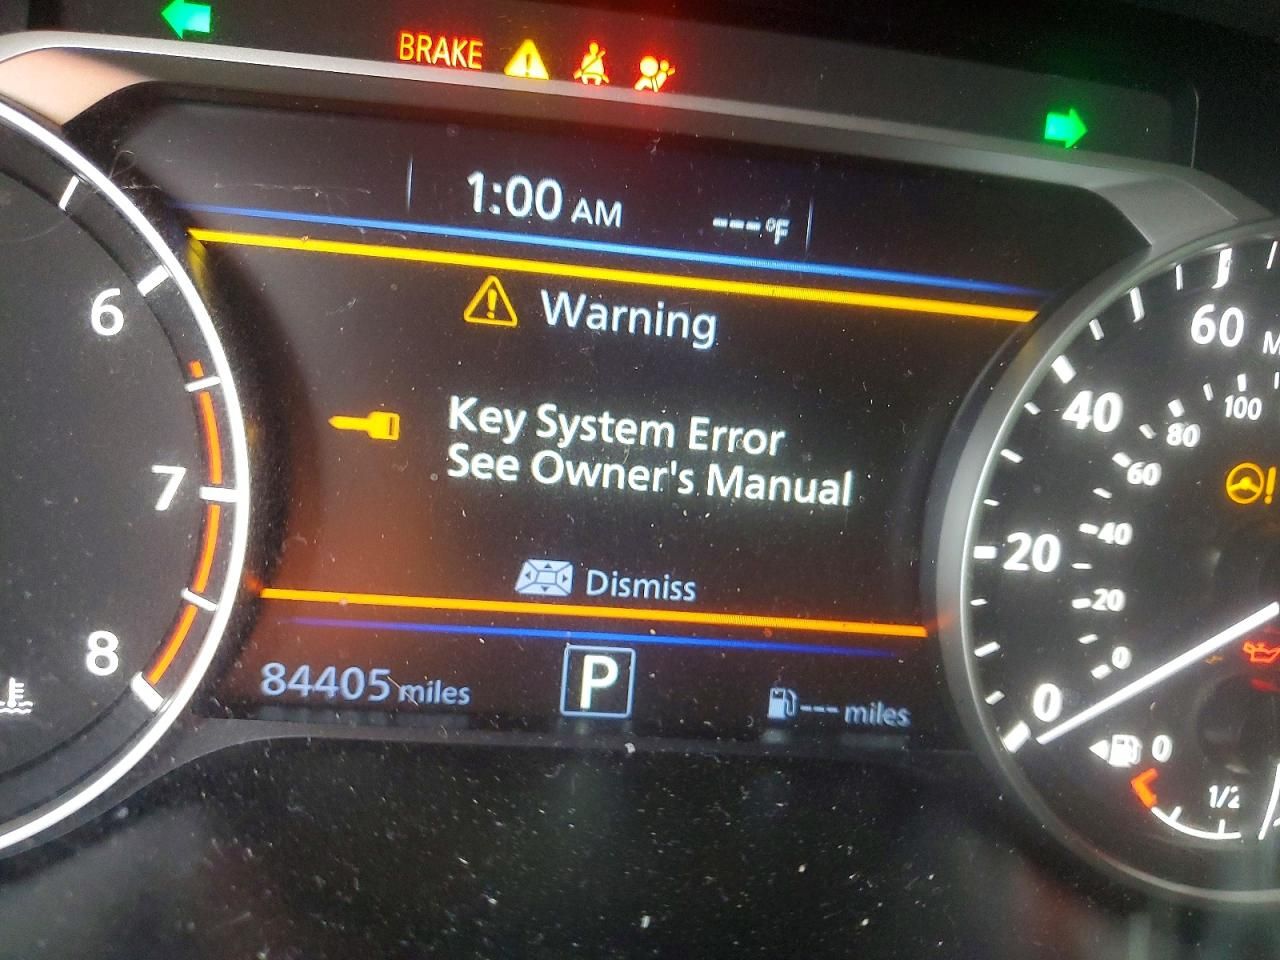 BRAKE
1:00 AM
---°F
Warning
Key System Error
See Owner's Manual
Dismiss
84405 miles
P
--- miles
6
7
8
60
40
20
0
100
80
60
40
20
0
0
1/2